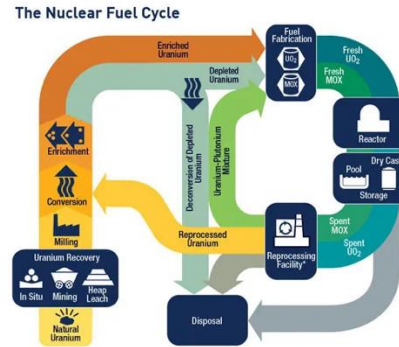 The Nuclear Fuel Cycle
Enriched
Uranium
Depleted
Uranium
Fuel
Fabrication
UO₂
MOX
Fresh
UO₂
Fresh
MOX
Reactor
Pool
Dry Cas
Storage
Spent
MOX
Spent
UO₂
Reprocessing
Facility*
Uranium-Plutonium
Mixture
Deconversion of Depleted
Uranium
Reprocessed
Uranium
Enrichment
Conversion
Milling
Uranium Recovery
In Situ
Mining
Heap
Leach
Natural
Uranium
Disposal